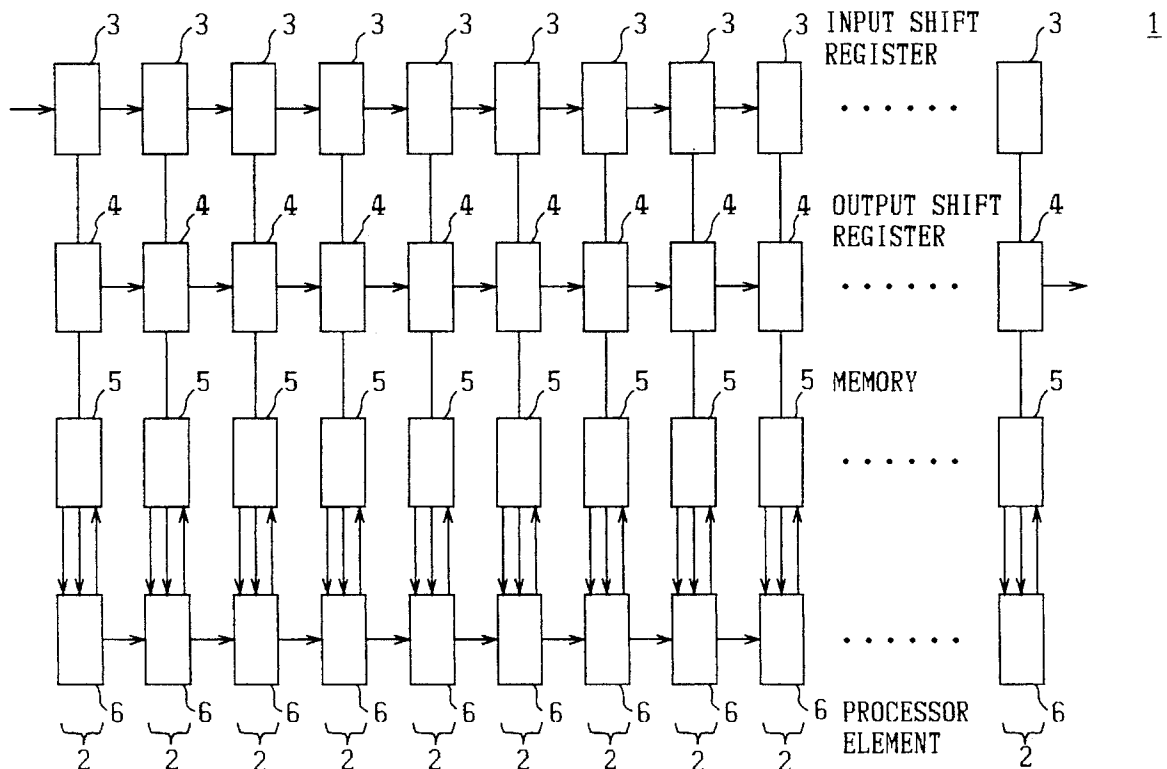 3 3 3 3 3 3 3 3 3 INPUT SHIFT 3 1
REGISTER
4 4 4 4 4 4 4 4 4 OUTPUT SHIFT 4
REGISTER
5 5 5 5 5 5 5 5 5 MEMORY 5
6 6 6 6 6 6 6 6 6 PROCESSOR 6
2 2 2 2 2 2 2 2 2 ELEMENT 2